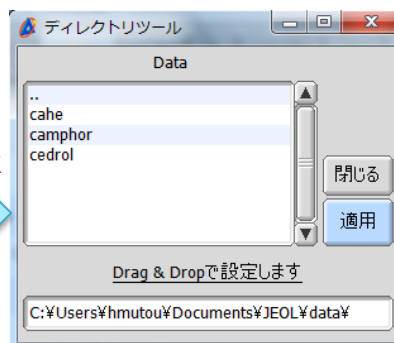 ディレクトリツール
Data
..
cahe
camphor
cedrol
閉じる
適用
Drag & Dropで設定します
C:¥Users¥hmutou¥Documents¥JEOL¥data¥